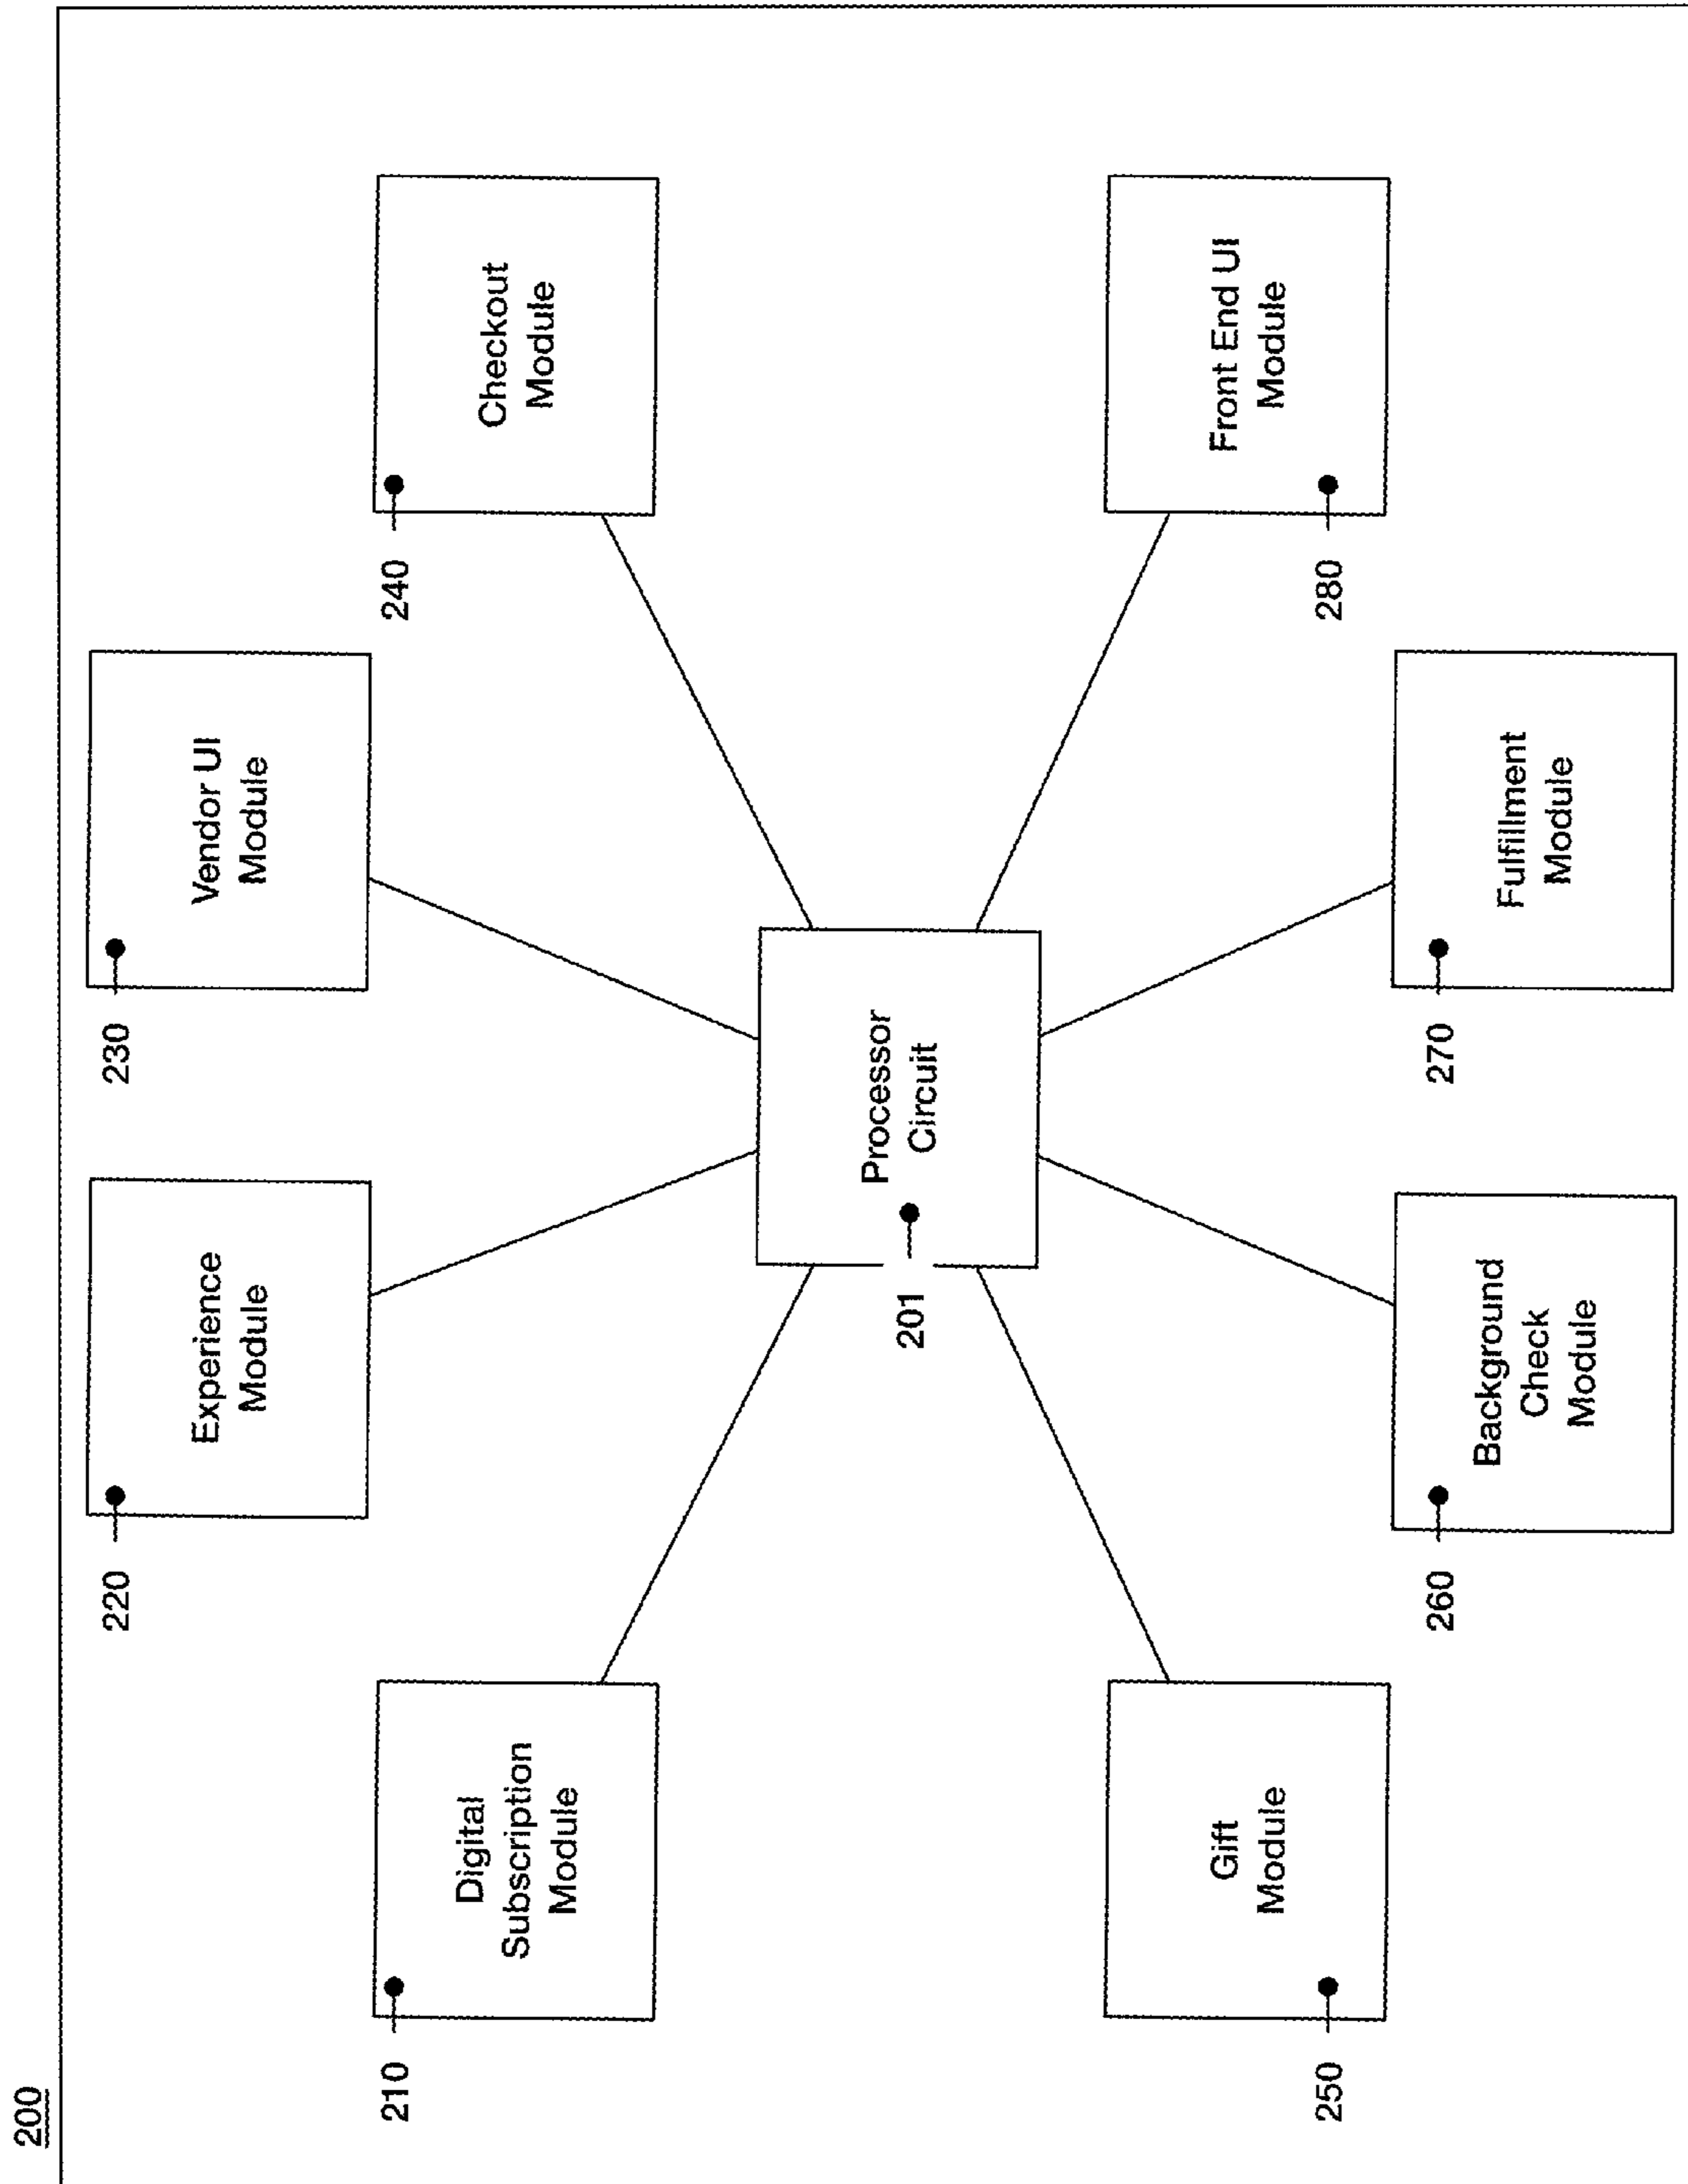 200
220
Experience
Module
230
Vendor UI
Module
210
Digital
Subscription
Module
240
Checkout
Module
201
Processor
Circuit
250
Gift
Module
280
Front End UI
Module
260
Background
Check
Module
270
Fulfillment
Module